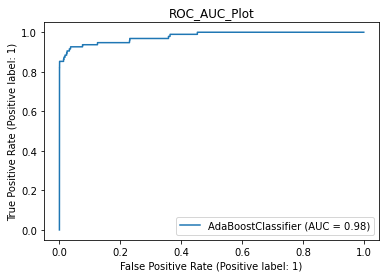 ROC_AUC_Plot
True Positive Rate (Positive label: 1)
1.0
0.8
0.6
0.4
0.2
0.0
AdaBoostClassifier (AUC = 0.98)
0.0 0.2 0.4 0.6 0.8 1.0
False Positive Rate (Positive label: 1)